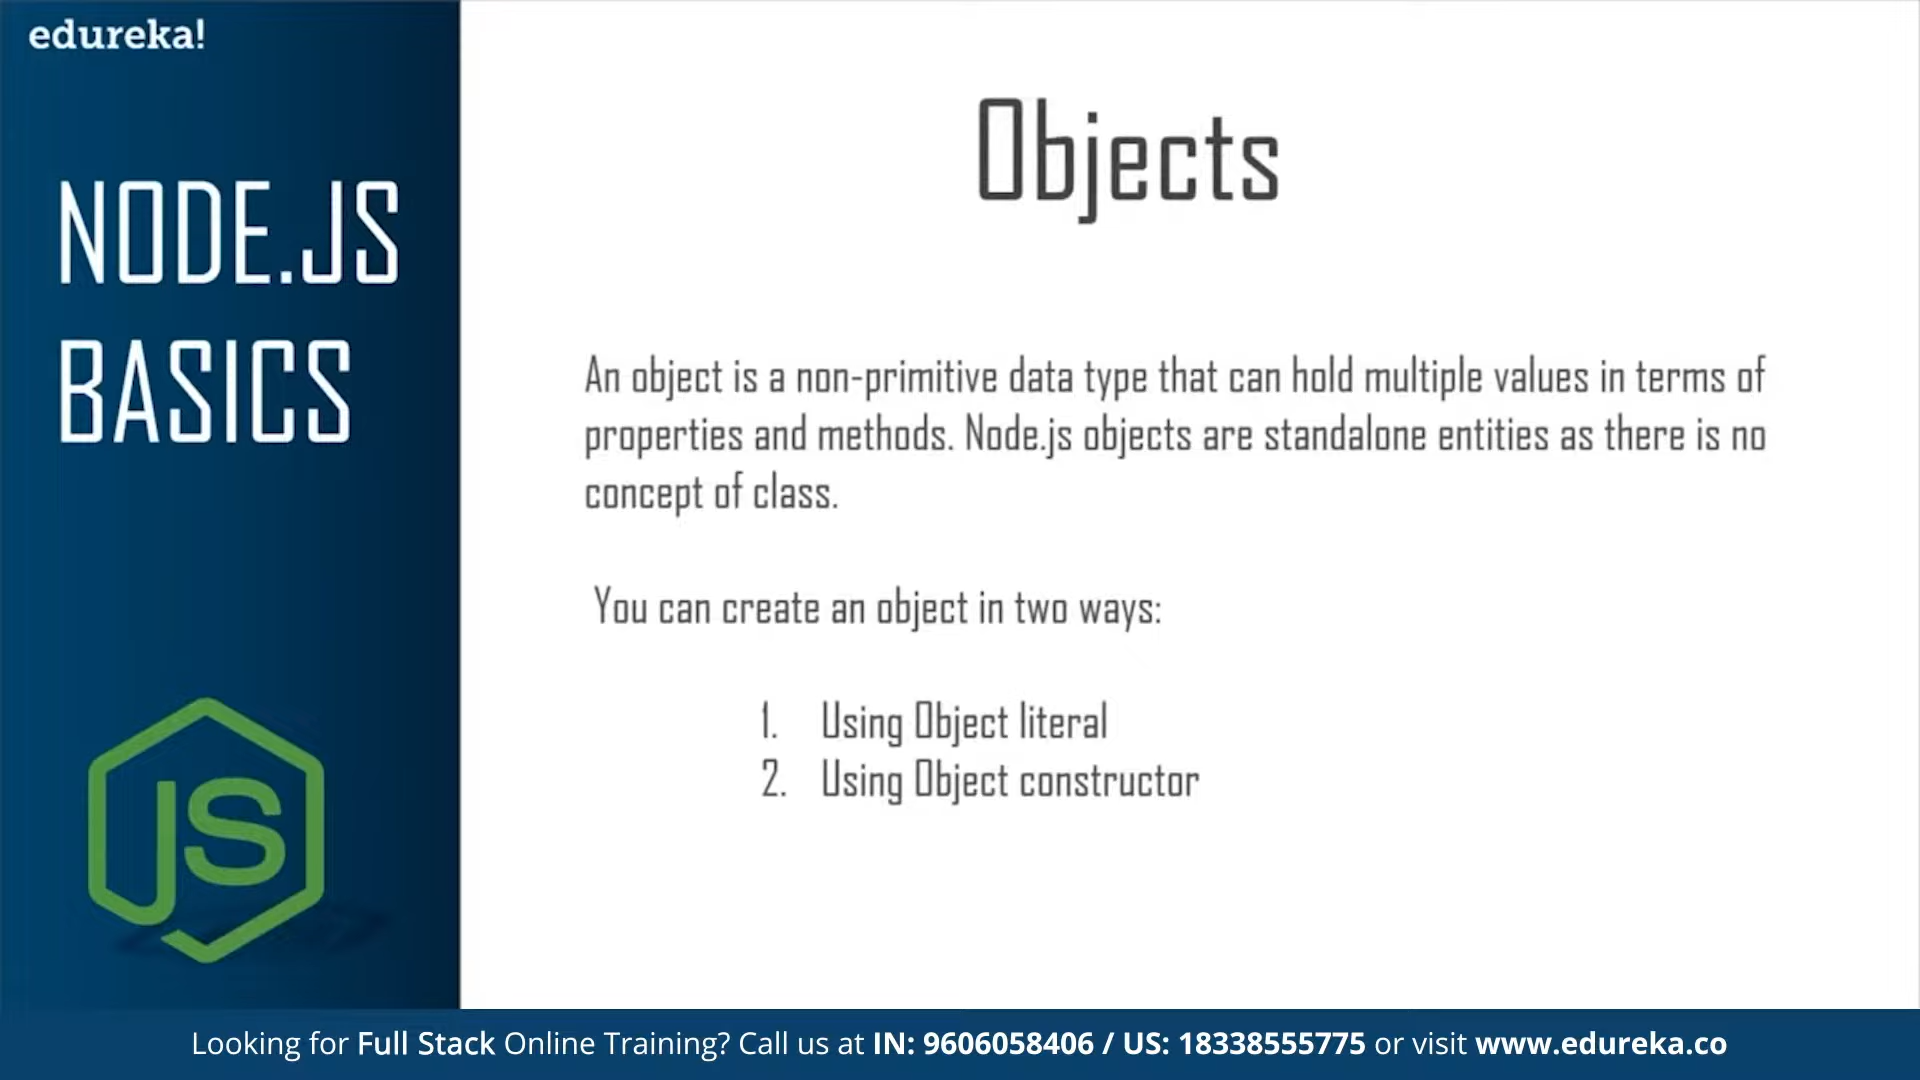 edureka!
NODE.JS
BASICS
JS
Objects
An object is a non-primitive data type that can hold multiple values in terms of
properties and methods. Node.js objects are standalone entities as there is no
concept of class.
You can create an object in two ways:
1. Using Object literal
2. Using Object constructor
Looking for Full Stack Online Training? Call us at IN: 9606058406 / US: 18338555775 or visit www.edureka.co